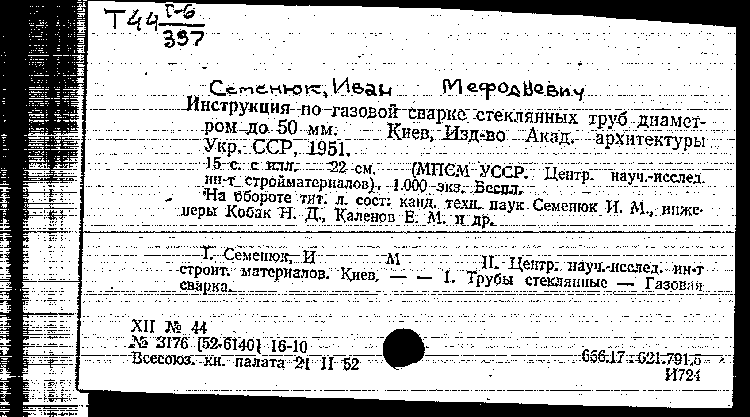 Т44 Г-6
397
Семенюк, Иван Мефодиевич
Инструкция по газовой сварке стеклянных труб диамет-
ром до 50 мм. Киев, Изд-во Акад. архитектуры
Укр. ССР, 1951.
15 с. с илл. 22 см. (МПСМ УССР. Центр. науч.-исслед.
ин-т стройматериалов). 1.000 экз. Беспл.
На обороте тит. л. сост: канд. техн. наук Семенюк И. М., инже-
неры Кобак Н. Д., Каленов Е. М. и др.
I. Семенюк, И М II. Центр. науч.-исслед. ин-т
строит. материалов. Киев. — — 1. Трубы стеклянные — Газовая
сварка.
XII № 44
№ 3176 [52-6140] 16-10
Всесоюз. кн. палата 21 II 52 666.17:621.791.5
И724